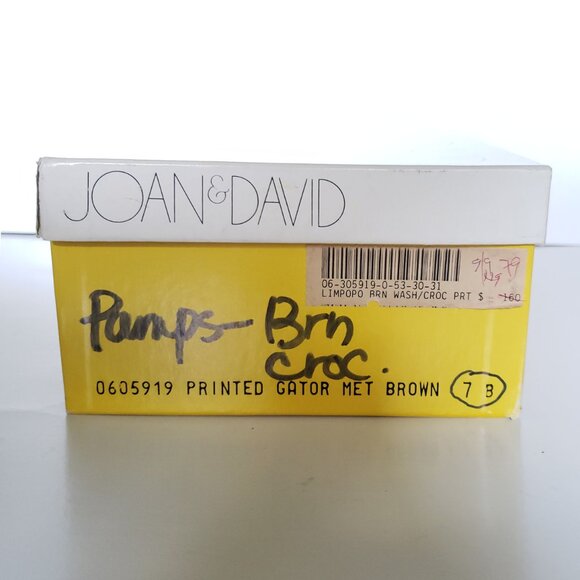 JOAN & DAVID
06-305919-0-53-30-31
LIMPOPO BRN WASH/CROC PRT $ 160
79
Pumps- Brn
Croc.
0605919 PRINTED GATOR MET BROWN 7 B